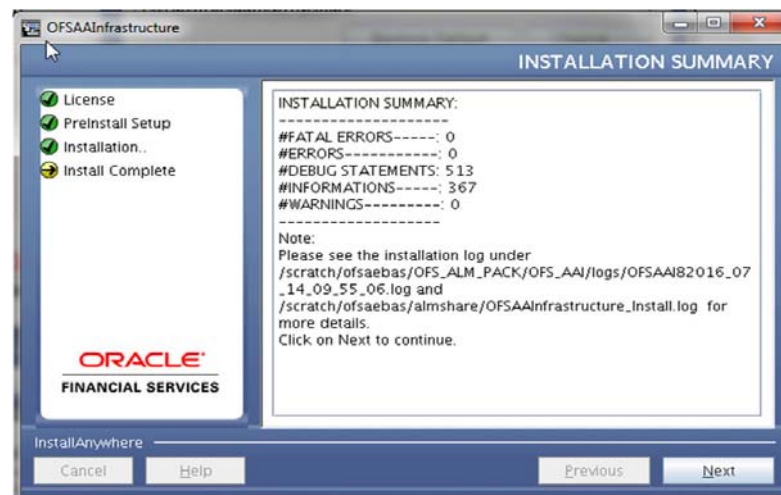 OFSAAInfrastructure
INSTALLATION SUMMARY
License
PreInstall Setup
Installation..
Install Complete
ORACLE
FINANCIAL SERVICES
INSTALLATION SUMMARY:
--------------------
#FATAL ERRORS-----: 0
#ERRORS-----------: 0
#DEBUG STATEMENTS: 513
#INFORMATIONS-----: 367
#WARNINGS---------: 0
-------------------
Note:
Please see the installation log under
/scratch/ofsaebas/OFS_ALM_PACK/OFS_AAI/logs/OFSAAI82016_07
_14_09_55_06.log and
/scratch/ofsaebas/almshare/OFSAAInfrastructure_Install.log for
more details.
Click on Next to continue.
InstallAnywhere
Cancel
Help
Previous
Next